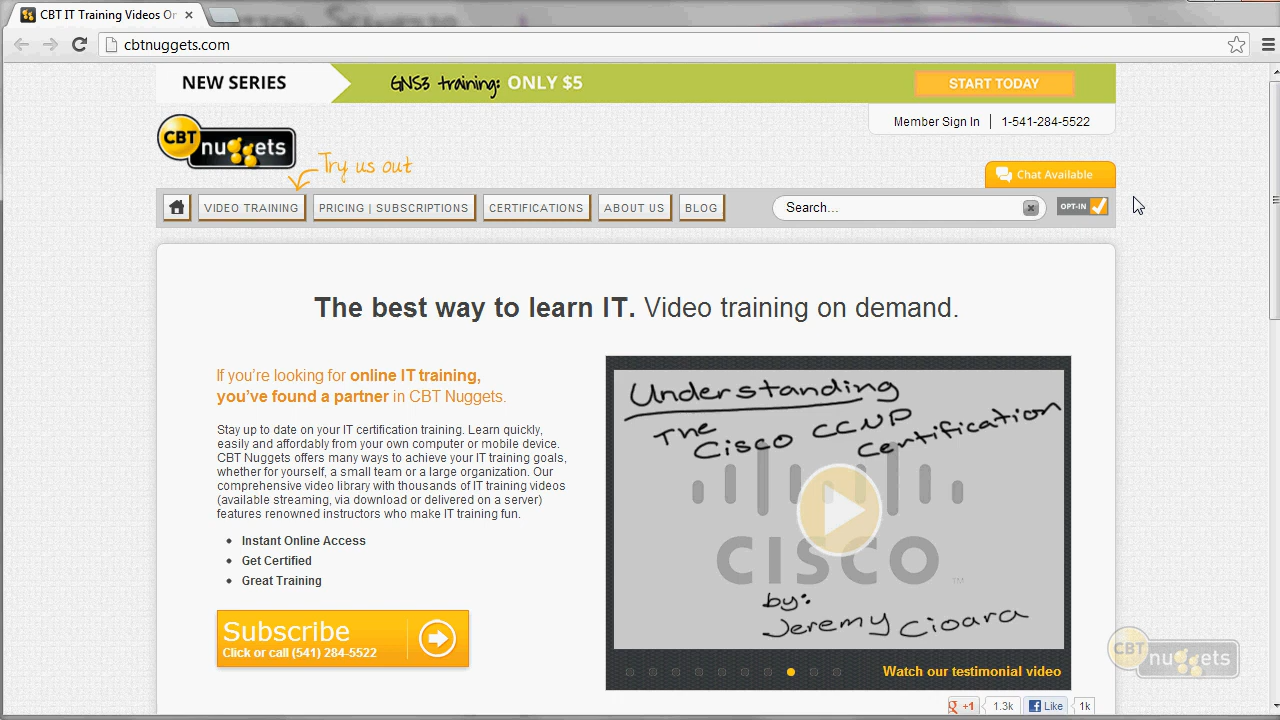 CBT IT Training Videos On
cbtnuggets.com
NEW SERIES
GNS3 training: ONLY $5
START TODAY
Member Sign In | 1-541-284-5522
CBT nuggets
Try us out
Chat Available
VIDEO TRAINING
PRICING | SUBSCRIPTIONS
CERTIFICATIONS
ABOUT US
BLOG
Search...
OPT-IN
The best way to learn IT. Video training on demand.
If you're looking for online IT training,
you've found a partner in CBT Nuggets.
Stay up to date on your IT certification training. Learn quickly,
easily and affordably from your own computer or mobile device.
CBT Nuggets offers many ways to achieve your IT training goals,
whether for yourself, a small team or a large organization. Our
comprehensive video library with thousands of IT training videos
(available streaming, via download or delivered on a server)
features renowned instructors who make IT training fun.
• Instant Online Access
• Get Certified
• Great Training
Subscribe
Click or call (541) 284-5522
Understanding
The Cisco CCNP Certification
CISCO
by:
Jeremy Cioara
Watch our testimonial video
CBT nuggets
g +1
1.3k
Like
1k